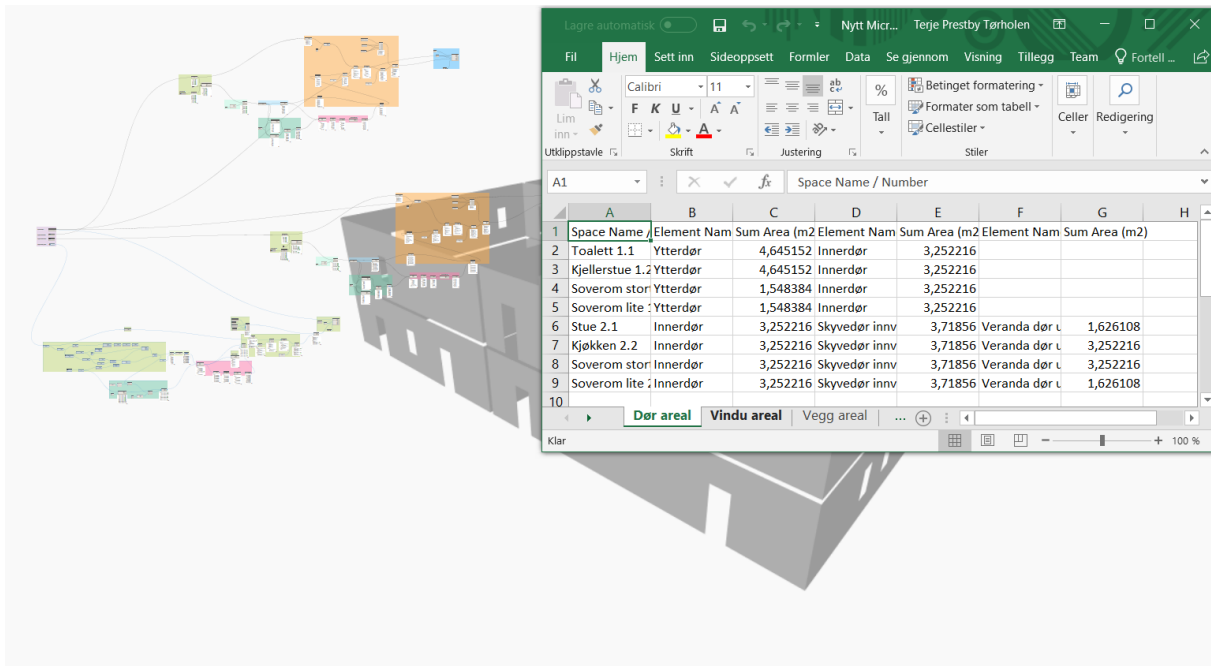 Lagre automatisk
Nytt Micr... Terje Prestby Tørholen
Fil Hjem Sett inn Sideoppsett Formler Data Se gjennom Visning Tillegg Team Fortell ...
Lim inn
Calibri 11
F K U A A
A
ab
%
Tall
Betinget formatering
Formater som tabell
Cellestiler
Celler Redigering
Utklippstavle Skrift Justering Stiler
A1 fx Space Name / Number
A B C D E F G H
1 Space Name / Element Nam Sum Area (m2 Element Nam Sum Area (m2 Element Nam Sum Area (m2)
2 Toalett 1.1 Ytterdør 4,645152 Innerdør 3,252216
3 Kjellerstue 1.2 Ytterdør 4,645152 Innerdør 3,252216
4 Soverom stor Ytterdør 1,548384 Innerdør 3,252216
5 Soverom lite 1 Ytterdør 1,548384 Innerdør 3,252216
6 Stue 2.1 Innerdør 3,252216 Skyvedør innv 3,71856 Veranda dør u 1,626108
7 Kjøkken 2.2 Innerdør 3,252216 Skyvedør innv 3,71856 Veranda dør u 3,252216
8 Soverom stor Innerdør 3,252216 Skyvedør innv 3,71856 Veranda dør u 3,252216
9 Soverom lite 2 Innerdør 3,252216 Skyvedør innv 3,71856 Veranda dør u 1,626108
10
Dør areal Vindu areal Vegg areal ...
Klar 100 %